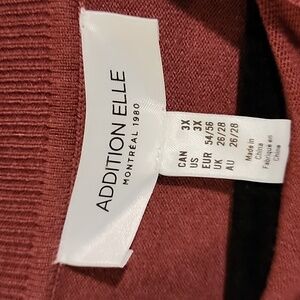 ADDITION ELLE
MONTRÉAL 1980
CAN 3X
US 3X
EUR 54/56
UK 26/28
AU 26/28
Made in
China
Fabriqué en
Chine